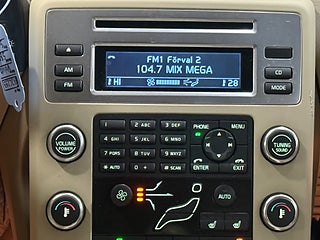 FM1 Förval 2
104.7 MIX MEGA
HI 28
AM
CD
FM
MODE
1 2 ABC 3 DEF PHONE MENU
VOLUME 4 GHI 5 JKL 6 MNO TUNING
POWER SOUND
7 PQRS 8 TUV 9 WXYZ
* AUTO 0 # SCAN ENTER EXIT
AUTO